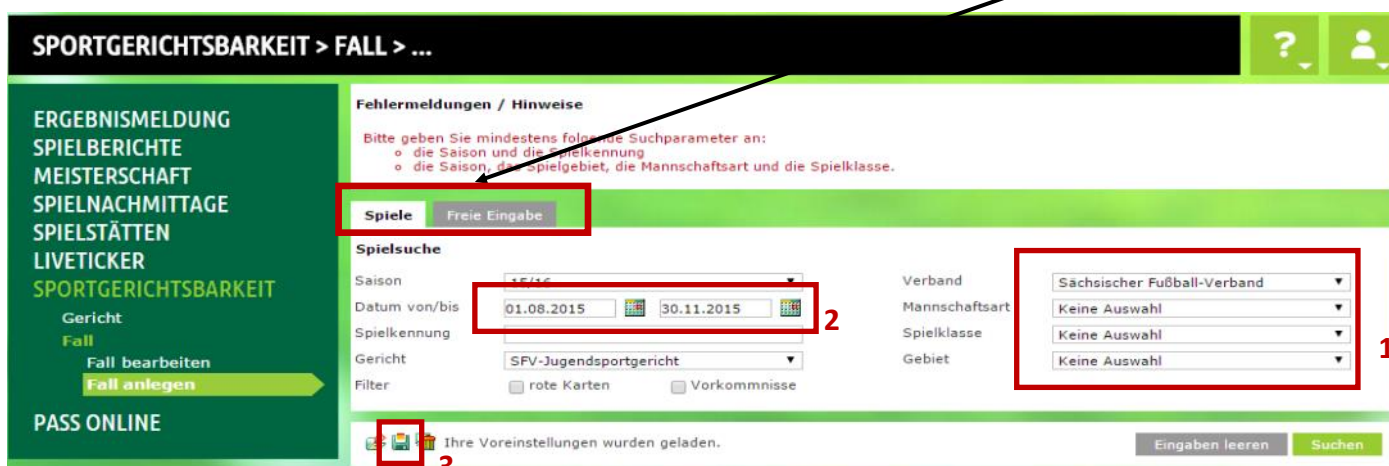 SPORTGERICHTSBARKEIT > FALL > ...
?
ERGEBNISMELDUNG
SPIELBERICHTE
MEISTERSCHAFT
SPIELNACHMITTAGE
SPIELSTÄTTEN
LIVETICKER
SPORTGERICHTSBARKEIT
Gericht
Fall
Fall bearbeiten
Fall anlegen
PASS ONLINE
Fehlermeldungen / Hinweise
Bitte geben Sie mindestens folgende Suchparameter an:
die Saison und die Spielkennung
die Saison, das Spielgebiet, die Mannschaftsart und die Spielklasse.
Spiele Freie Eingabe
Spielsuche
Saison 15/16 Verband Sächsischer Fußball-Verband
Datum von/bis 01.08.2015 30.11.2015 2 Mannschaftsart Keine Auswahl
Spielkennung Spielklasse Keine Auswahl 1
Gericht SFV-Jugendsportgericht Gebiet Keine Auswahl
Filter rote Karten Vorkommnisse
Ihre Voreinstellungen wurden geladen. Eingaben leeren Suchen
3